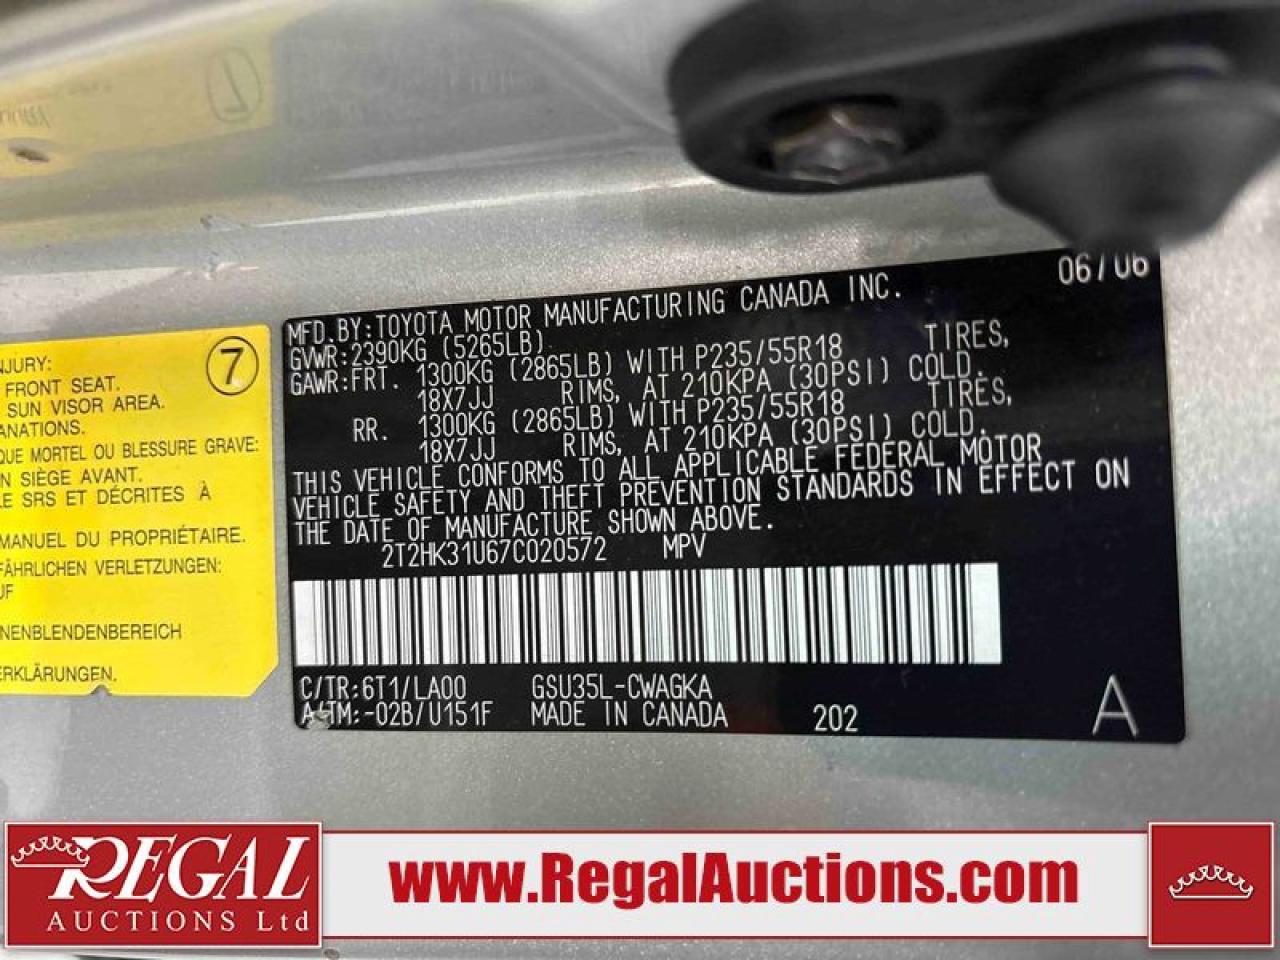 06/06
MFD.BY:TOYOTA MOTOR MANUFACTURING CANADA INC.
GVWR:2390KG (5265LB)
GAWR:FRT. 1300KG (2865LB) WITH P235/55R18 TIRES,
18X7JJ RIMS, AT 210KPA (30PSI) COLD.
RR. 1300KG (2865LB) WITH P235/55R18 TIRES,
18X7JJ RIMS, AT 210KPA (30PSI) COLD.
THIS VEHICLE CONFORMS TO ALL APPLICABLE FEDERAL MOTOR
VEHICLE SAFETY AND THEFT PREVENTION STANDARDS IN EFFECT ON
THE DATE OF MANUFACTURE SHOWN ABOVE.
2T2HK31U67C020572 MPV
C/TR:6T1/LA00 GSU35L-CWAGKA
A/TM:-02B/U151F MADE IN CANADA 202 A
NJURY: 7
FRONT SEAT.
SUN VISOR AREA.
ANATIONS.
QUE MORTEL OU BLESSURE GRAVE:
N SIÈGE AVANT.
LE SRS ET DÉCRITES À
MANUEL DU PROPRIÉTAIRE.
FÄHRLICHEN VERLETZUNGEN:
UF
NENBLENDENBEREICH
ERKLÄRUNGEN.
REGAL
AUCTIONS Ltd
www.RegalAuctions.com